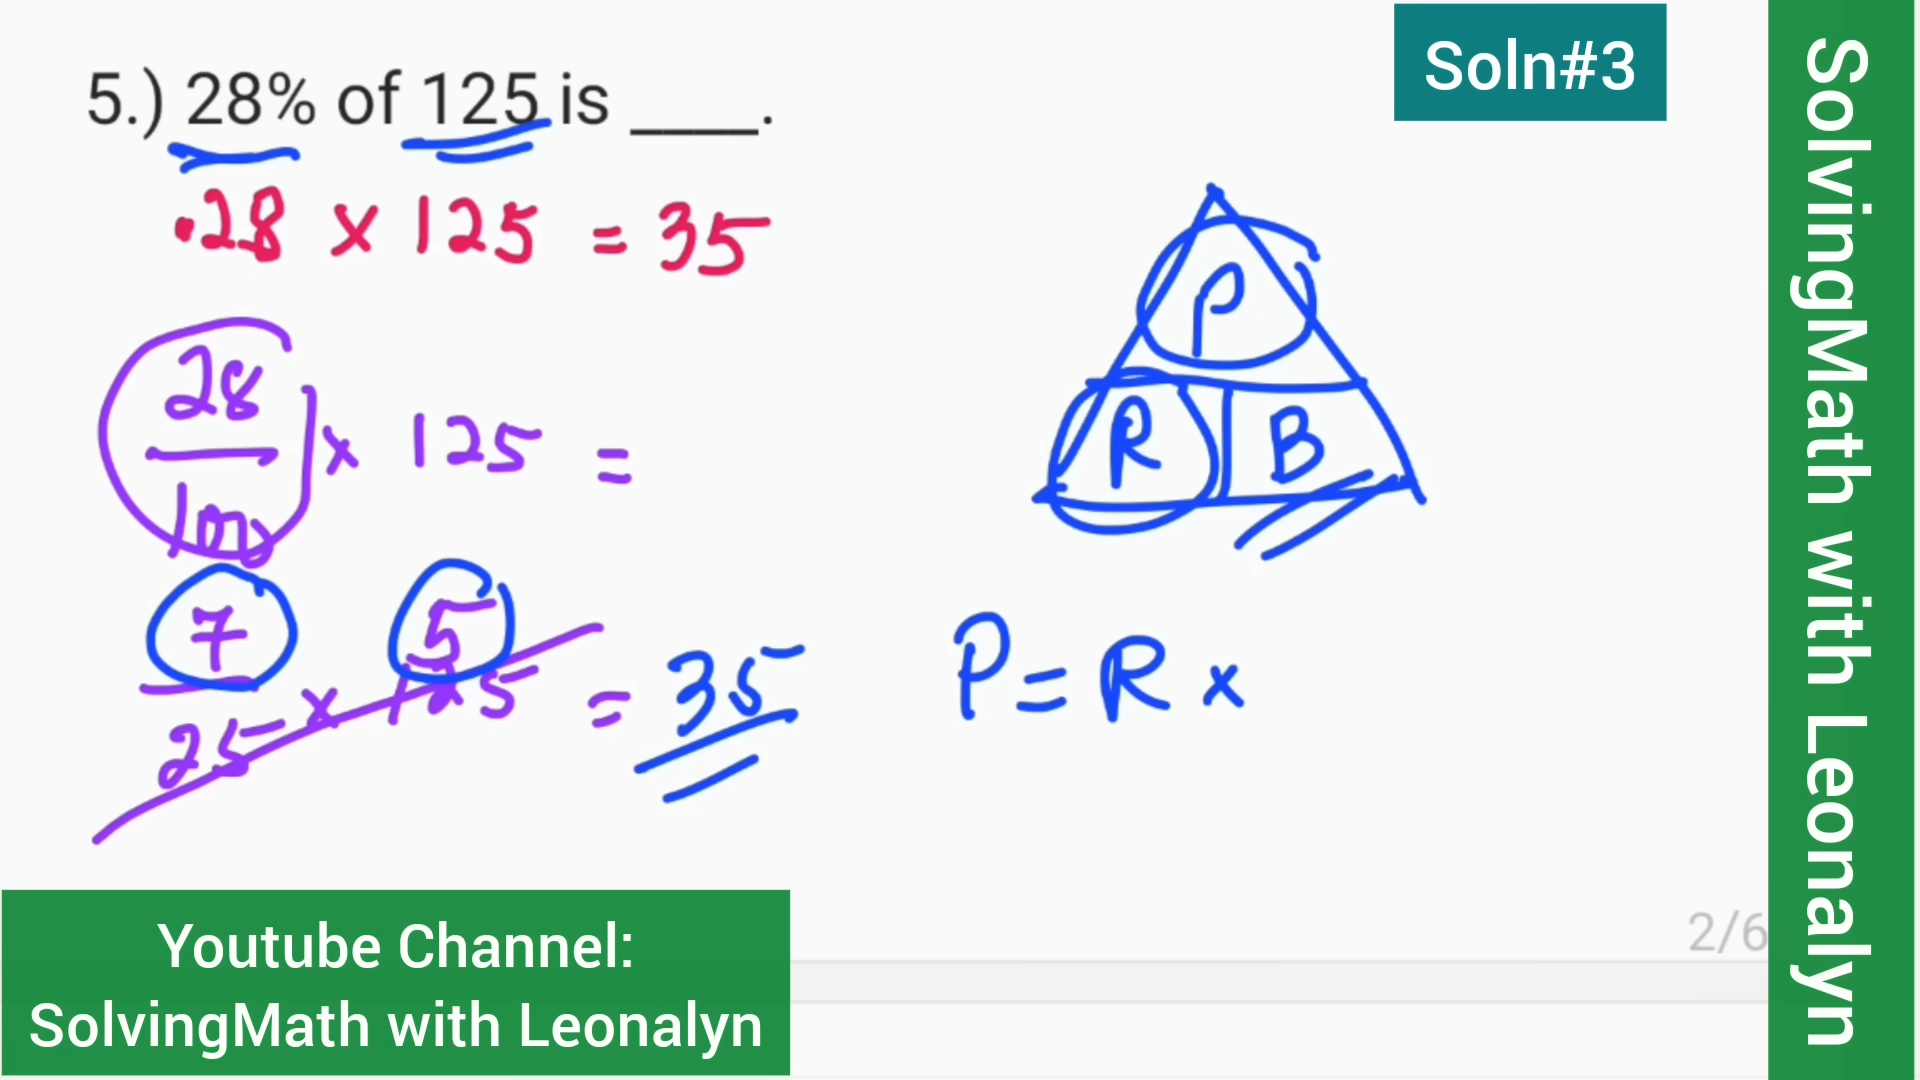 Soln#3
5.) 28% of 125 is ____.
.28 x 125 = 35
28
100
x 125 =
7 5
25 x 125 = 35
P
R B
P = R x
2/6
Youtube Channel:
SolvingMath with Leonalyn
SolvingMath with Leonalyn